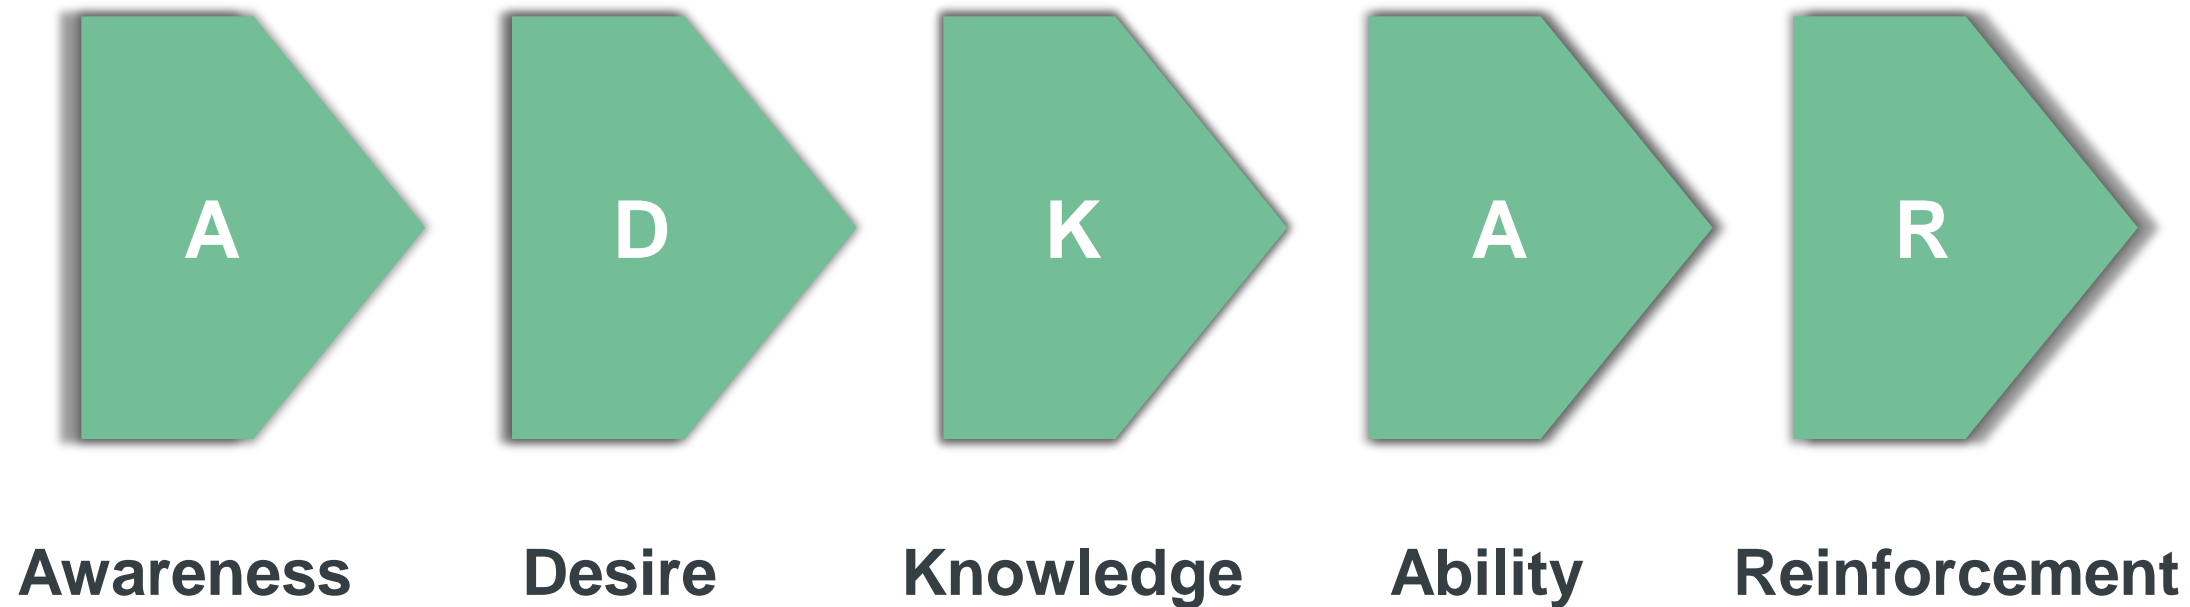 A D K A R
Awareness Desire Knowledge Ability Reinforcement